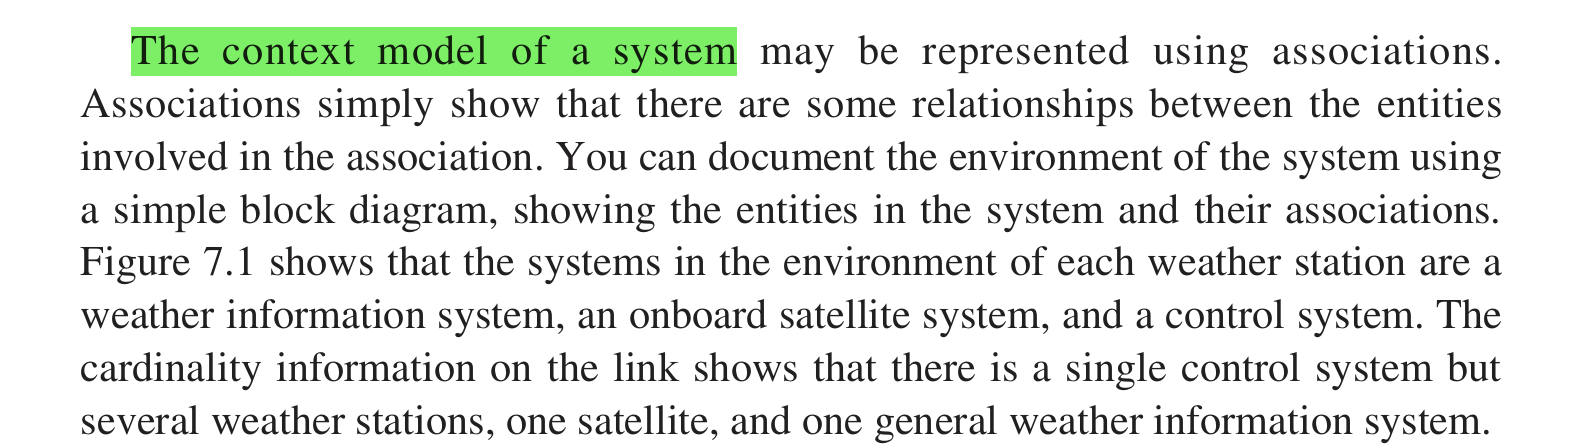 The context model of a system may be represented using associations.
Associations simply show that there are some relationships between the entities
involved in the association. You can document the environment of the system using
a simple block diagram, showing the entities in the system and their associations.
Figure 7.1 shows that the systems in the environment of each weather station are a
weather information system, an onboard satellite system, and a control system. The
cardinality information on the link shows that there is a single control system but
several weather stations, one satellite, and one general weather information system.